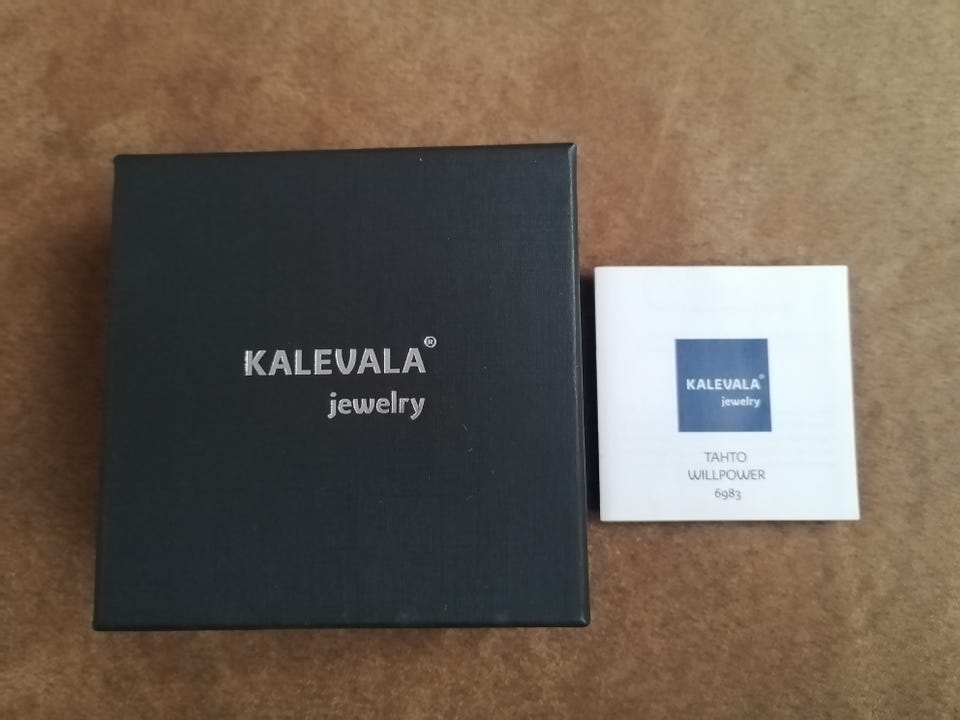 KALEVALA®
jewelry
KALEVALA®
jewelry
TAHTO
WILLPOWER
6983